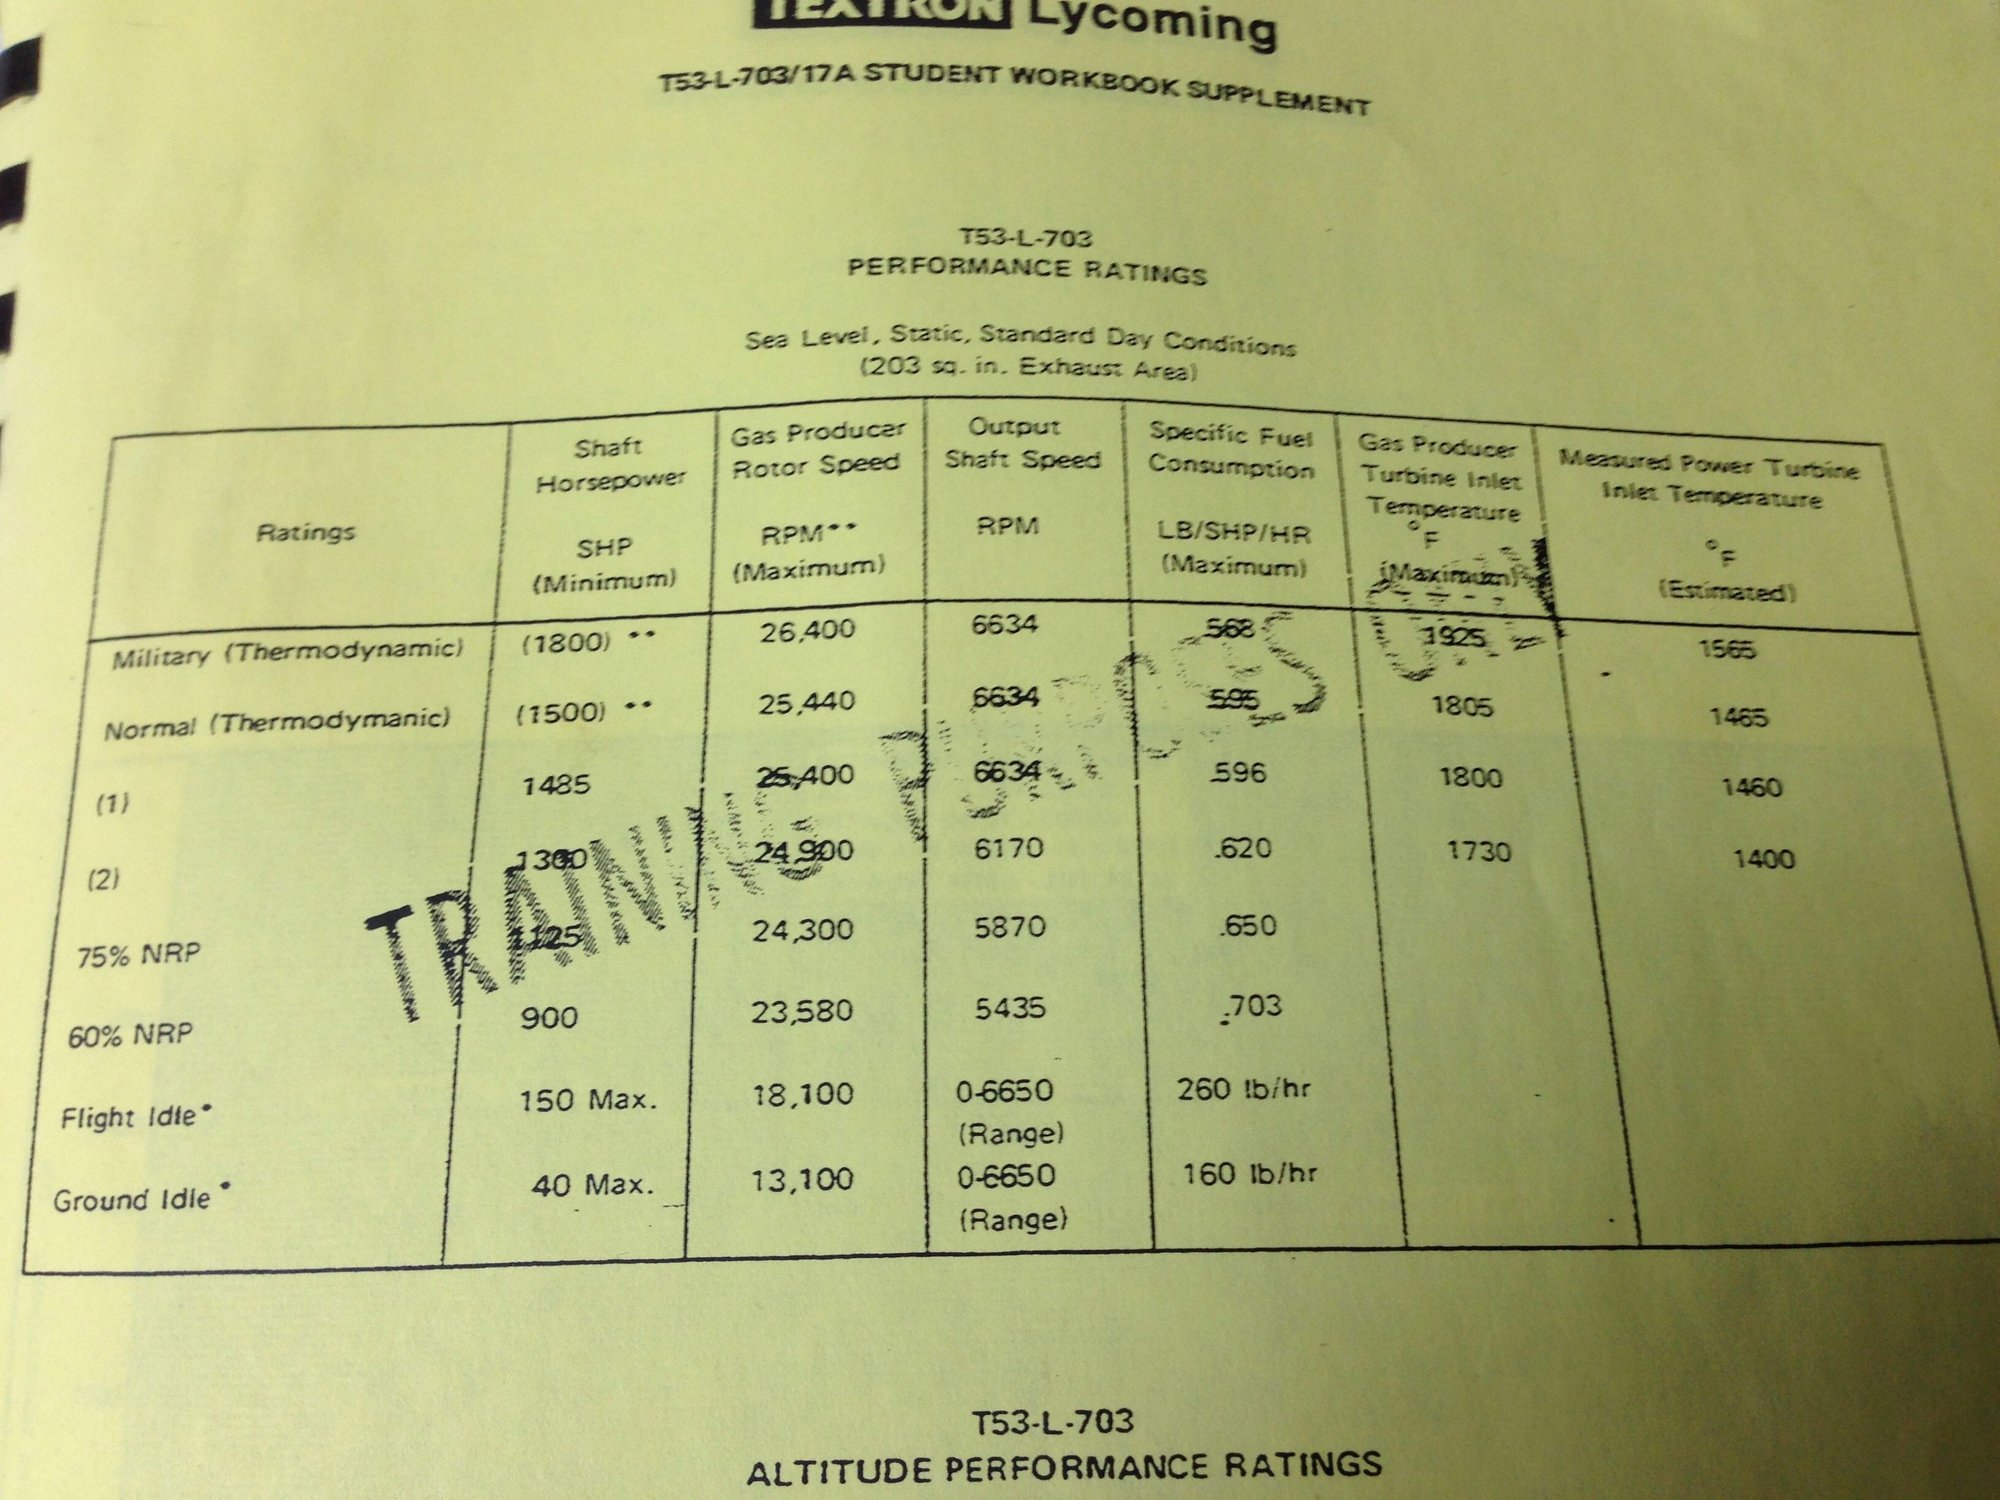 TEXTRON Lycoming
T53-L-703/17A STUDENT WORKBOOK SUPPLEMENT
T53-L-703
PERFORMANCE RATINGS
Sea Level, Static, Standard Day Conditions
(203 sq. in. Exhaust Area)
Ratings
Shaft
Horsepower
SHP
(Minimum)
Gas Producer
Rotor Speed
RPM**
(Maximum)
Output
Shaft Speed
RPM
Specific Fuel
Consumption
LB/SHP/HR
(Maximum)
Gas Producer
Turbine Inlet
Temperature
°F
(Maximum)
Measured Power Turbine
Inlet Temperature
°F
(Estimated)
Military (Thermodynamic) (1800) ** 26,400 6634 .568 1925 1565
Normal (Thermodymanic) (1500) ** 25,440 6634 .595 1805 1465
(1) 1485 25,400 6634 .596 1800 1460
(2) 1300 24,900 6170 .620 1730 1400
75% NRP 1125 24,300 5870 .650
60% NRP 900 23,580 5435 .703
Flight Idle* 150 Max. 18,100 0-6650 260 lb/hr
(Range)
Ground Idle* 40 Max. 13,100 0-6650 160 lb/hr
(Range)
TRAINING PURPOSES ONLY
T53-L-703
ALTITUDE PERFORMANCE RATINGS